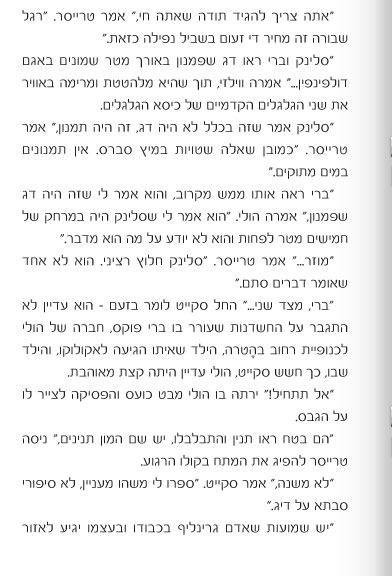 "אתה צריך להגיד תודה שאתה חי," אמר טרייסר. "רגל
שבורה זה מחיר די זעום בשביל נפילה כזאת."
"סלינק וברי ראו דג שפמנון באורך מטר שמונים באגם
דולפינפין..." אמרה ווילזי, תוך שהיא מלהטטת ומרימה באוויר
את שני הגלגלים הקדמיים של כיסא הגלגלים.
"סלינק אמר שזה בכלל לא היה דג, זה היה תמנון," אמר
טרייסר. "כמובן שאלה שטויות במיץ סברס. אין תמנונים
במים מתוקים."
"ברי ראה אותו ממש מקרוב, והוא אמר לי שזה היה דג
שפמנון," אמרה הולי. "הוא אמר לי שסלינק היה במרחק של
חמישים מטר לפחות והוא לא יודע על מה הוא מדבר."
"מוזר..." אמר טרייסר. "סלינק חלוץ רציני. הוא לא אחד
שאומר דברים סתם."
"ברי, מצד שני..." החל סקייט לומר בזעם - הוא עדיין לא
התגבר על החשדנות שעורר בו ברי פוקס, חברה של הולי
לכנופיית רחוב בהָטרה, הילד שאיתו הגיעה לאקולוקו, והילד
שבו, כך חשש סקייט, הולי עדיין היתה קצת מאוהבת.
"אל תתחיל!" ירתה בו הולי מבט כועס והפסיקה לצייר לו
על הגבס.
"הם בטח ראו תנין והתבלבלו, יש שם המון תנינים," ניסה
טרייסר להפיג את המתח בקולו הרגוע.
"לא משנה," אמר סקייט. "ספרו לי משהו מעניין, לא סיפורי
סבתא על דיג."
"יש שמועות שאדם גרינליף בכבודו ובעצמו יגיע לאזור